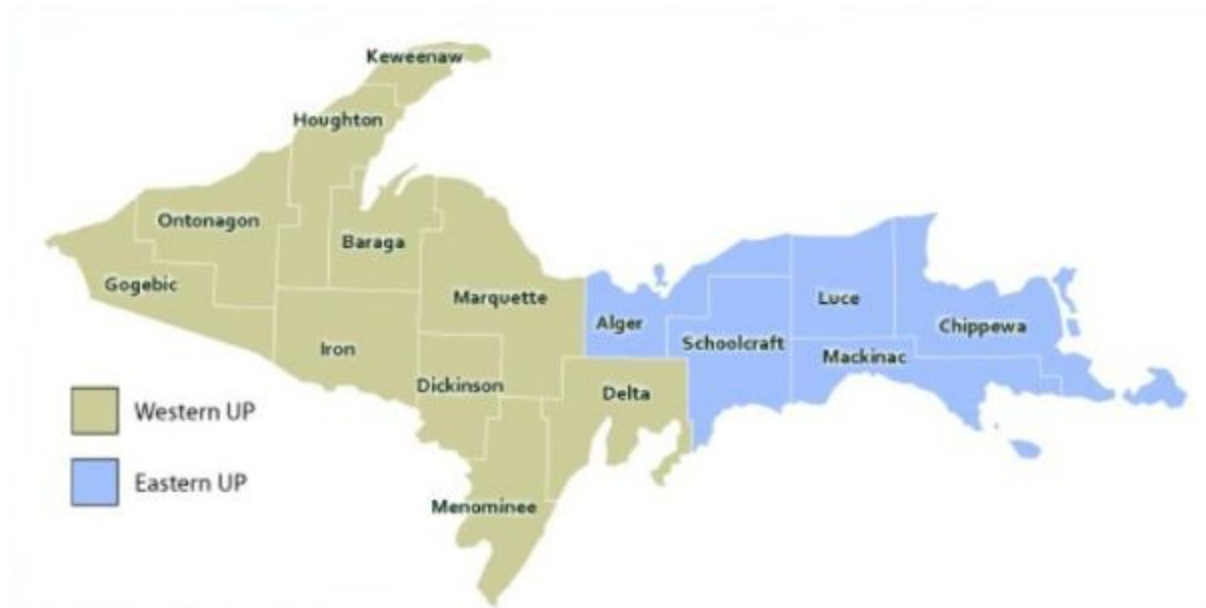 Keweenaw
Houghton
Ontonagon
Baraga
Gogebic
Marquette
Luce
Alger
Chippewa
Schoolcraft
Iron
Mackinac
Dickinson
Delta
Western UP
Eastern UP
Menominee